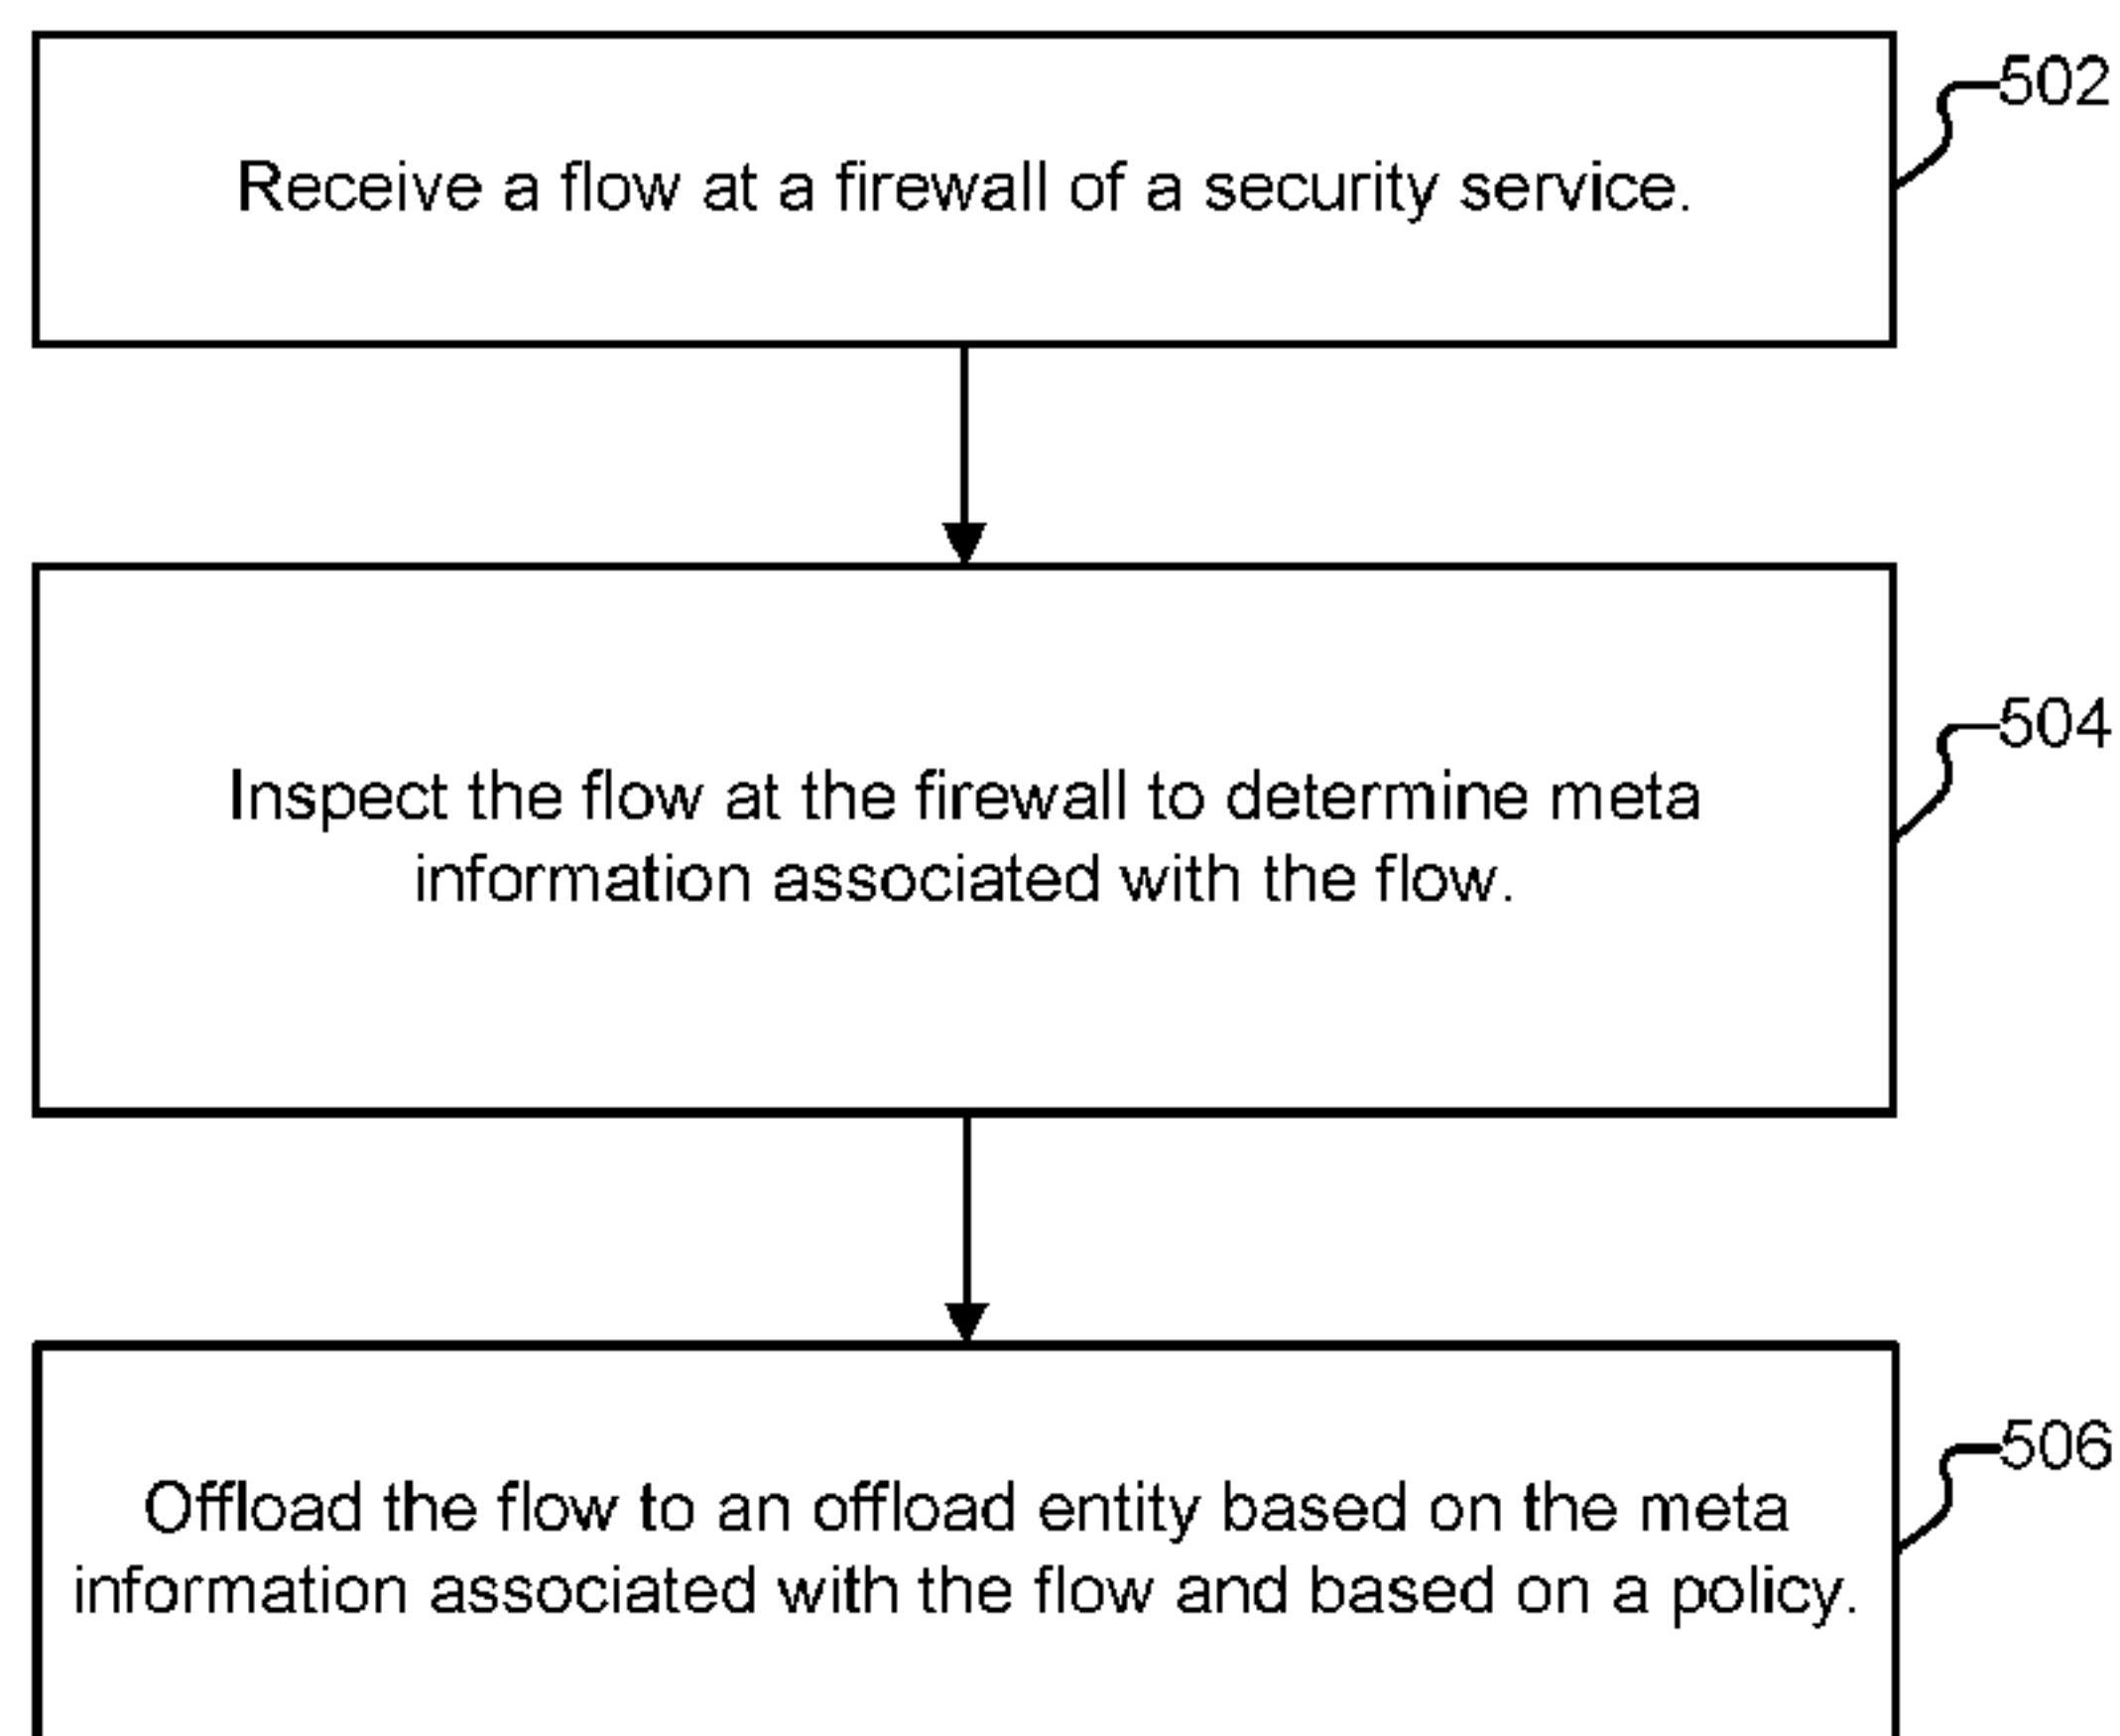 502
Receive a flow at a firewall of a security service.
504
Inspect the flow at the firewall to determine meta
information associated with the flow.
506
Offload the flow to an offload entity based on the meta
information associated with the flow and based on a policy.